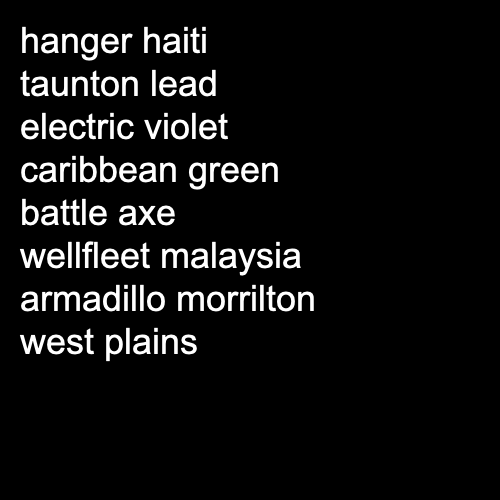 hanger haiti
taunton lead
electric violet
caribbean green
battle axe
wellfleet malaysia
armadillo morrilton
west plains